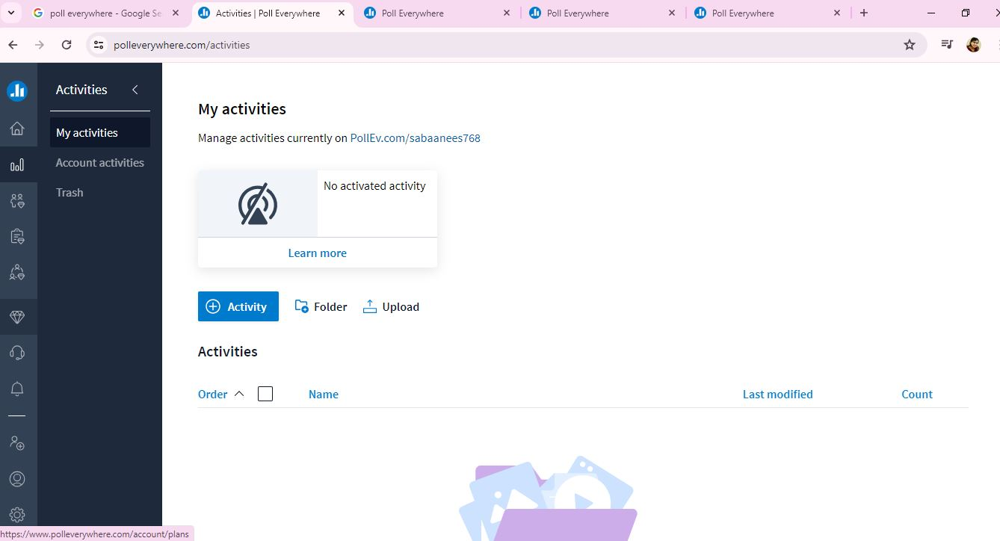 poll everywhere - Google Se
Activities | Poll Everywhere
Poll Everywhere
Poll Everywhere
Poll Everywhere
polleverywhere.com/activities
Activities
My activities
Account activities
Trash
My activities
Manage activities currently on PollEv.com/sabaanees768
No activated activity
Learn more
Activity
Folder
Upload
Activities
Order
Name
Last modified
Count
https://www.polleverywhere.com/account/plans